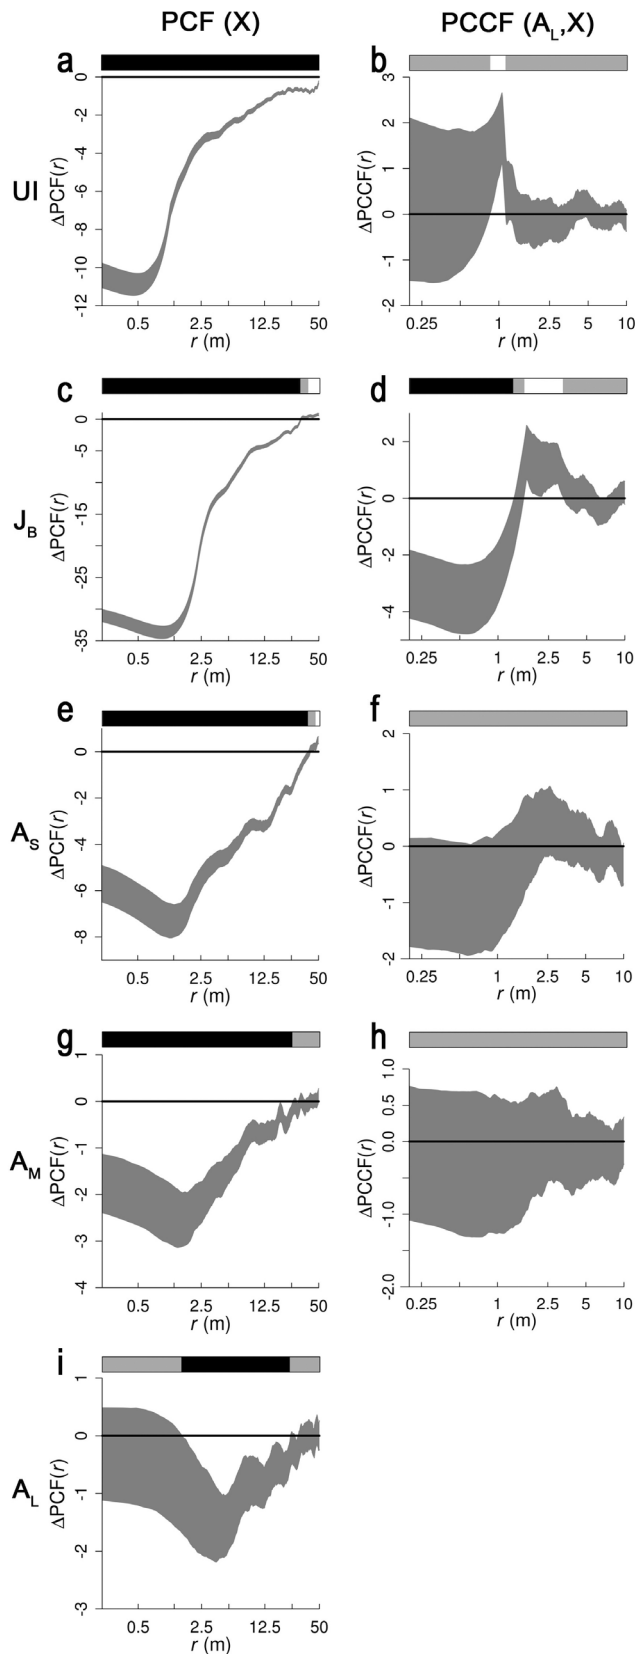 PCF (X) PCCF (A_L,X)
a b
UI
ΔPCF(r)
0
-2
-4
-6
-8
-10
-12
0.5 2.5 12.5 50
r (m)
ΔPCCF(r)
3
2
1
0
-1
-2
0.25 1 2.5 5 10
r (m)
c d
J_B
ΔPCF(r)
0
-5
-15
-25
-35
0.5 2.5 12.5 50
r (m)
ΔPCCF(r)
2
0
-2
-4
0.25 1 2.5 5 10
r (m)
e f
A_S
ΔPCF(r)
0
-2
-4
-6
-8
0.5 2.5 12.5 50
r (m)
ΔPCCF(r)
2
1
0
-1
-2
0.25 1 2.5 5 10
r (m)
g h
A_M
ΔPCF(r)
1
0
-1
-2
-3
-4
0.5 2.5 12.5 50
r (m)
ΔPCCF(r)
1.0
0.5
0.0
-1.0
-2.0
0.25 1 2.5 5 10
r (m)
i
A_L
ΔPCF(r)
1
0
-1
-2
-3
0.5 2.5 12.5 50
r (m)